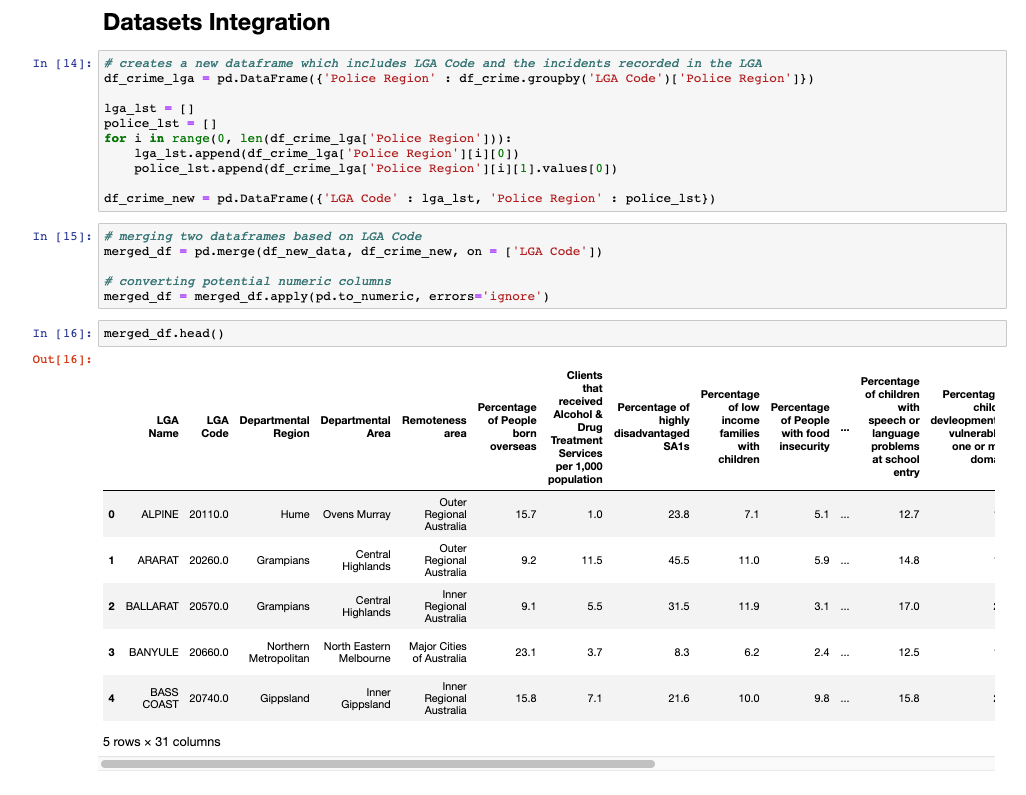 Datasets Integration
In [14]:
# creates a new dataframe which includes LGA Code and the incidents recorded in the LGA
df_crime_lga = pd.DataFrame({'Police Region' : df_crime.groupby('LGA Code')['Police Region']})
lga_lst = []
police_lst = []
for i in range(0, len(df_crime_lga['Police Region'])):
    lga_lst.append(df_crime_lga['Police Region'][i][0])
    police_lst.append(df_crime_lga['Police Region'][i][1].values[0])
df_crime_new = pd.DataFrame({'LGA Code' : lga_lst, 'Police Region' : police_lst})
In [15]:
# merging two dataframes based on LGA Code
merged_df = pd.merge(df_new_data, df_crime_new, on = ['LGA Code'])
# converting potential numeric columns
merged_df = merged_df.apply(pd.to_numeric, errors='ignore')
In [16]:
merged_df.head()
Out[16]:
LGA
Name
LGA
Code
Departmental
Region
Departmental
Area
Remoteness
area
Percentage
of People
born
overseas
Clients
that
received
Alcohol &
Drug
Treatment
Services
per 1,000
population
Percentage of
highly
disadvantaged
SA1s
Percentage
of low
income
families
with
children
Percentage
of People
with food
insecurity
...
Percentage
of children
with
speech or
language
problems
at school
entry
one or
0 ALPINE 20110.0 Hume Ovens Murray Outer
Regional
Australia 15.7 1.0 23.8 7.1 5.1 ... 12.7
1 ARARAT 20260.0 Grampians Central
Highlands Outer
Regional
Australia 9.2 11.5 45.5 11.0 5.9 ... 14.8
2 BALLARAT 20570.0 Grampians Central
Highlands Inner
Regional
Australia 9.1 5.5 31.5 11.9 3.1 ... 17.0
3 BANYULE 20660.0 Northern
Metropolitan North Eastern
Melbourne Major Cities
of Australia 23.1 3.7 8.3 6.2 2.4 ... 12.5
4 BASS
COAST 20740.0 Gippsland Inner
Gippsland Inner
Regional
Australia 15.8 7.1 21.6 10.0 9.8 ... 15.8
5 rows × 31 columns